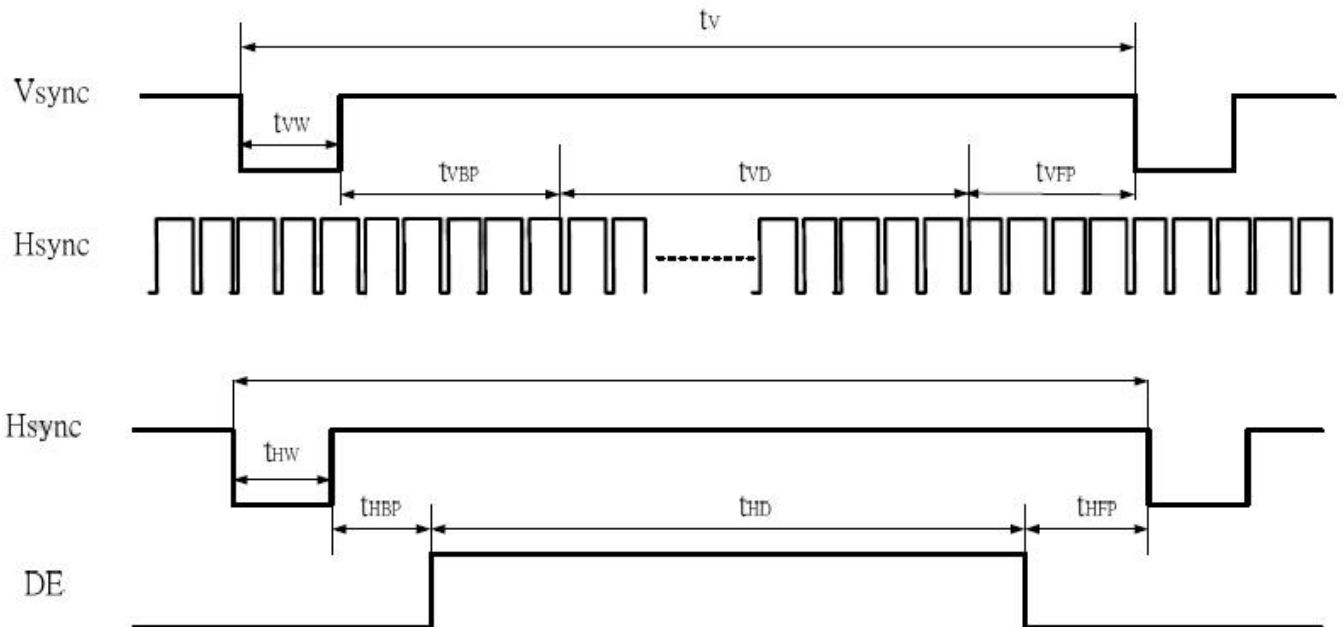 tv
Vsync
tvw
tVBP tVD tVFP
Hsync
Hsync
tHW
tHBP tHD tHFP
DE